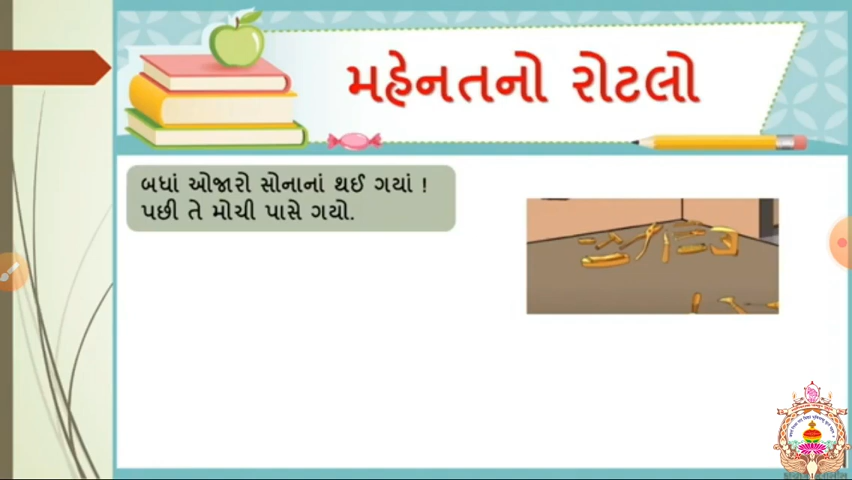 મહેનતનો રોટલો
બધાં ઓજારો સોનાનાં થઈ ગયાં !
પછી તે મોચી પાસે ગયો.